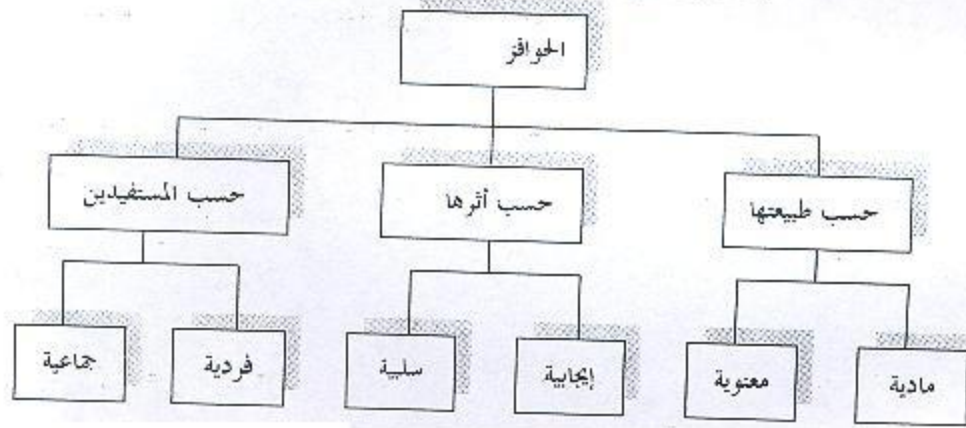 الحوافز
حسب طبيعتها
حسب أثرها
حسب المستفيدين
مادية
معنوية
إيجابية
سلبية
فردية
جماعية